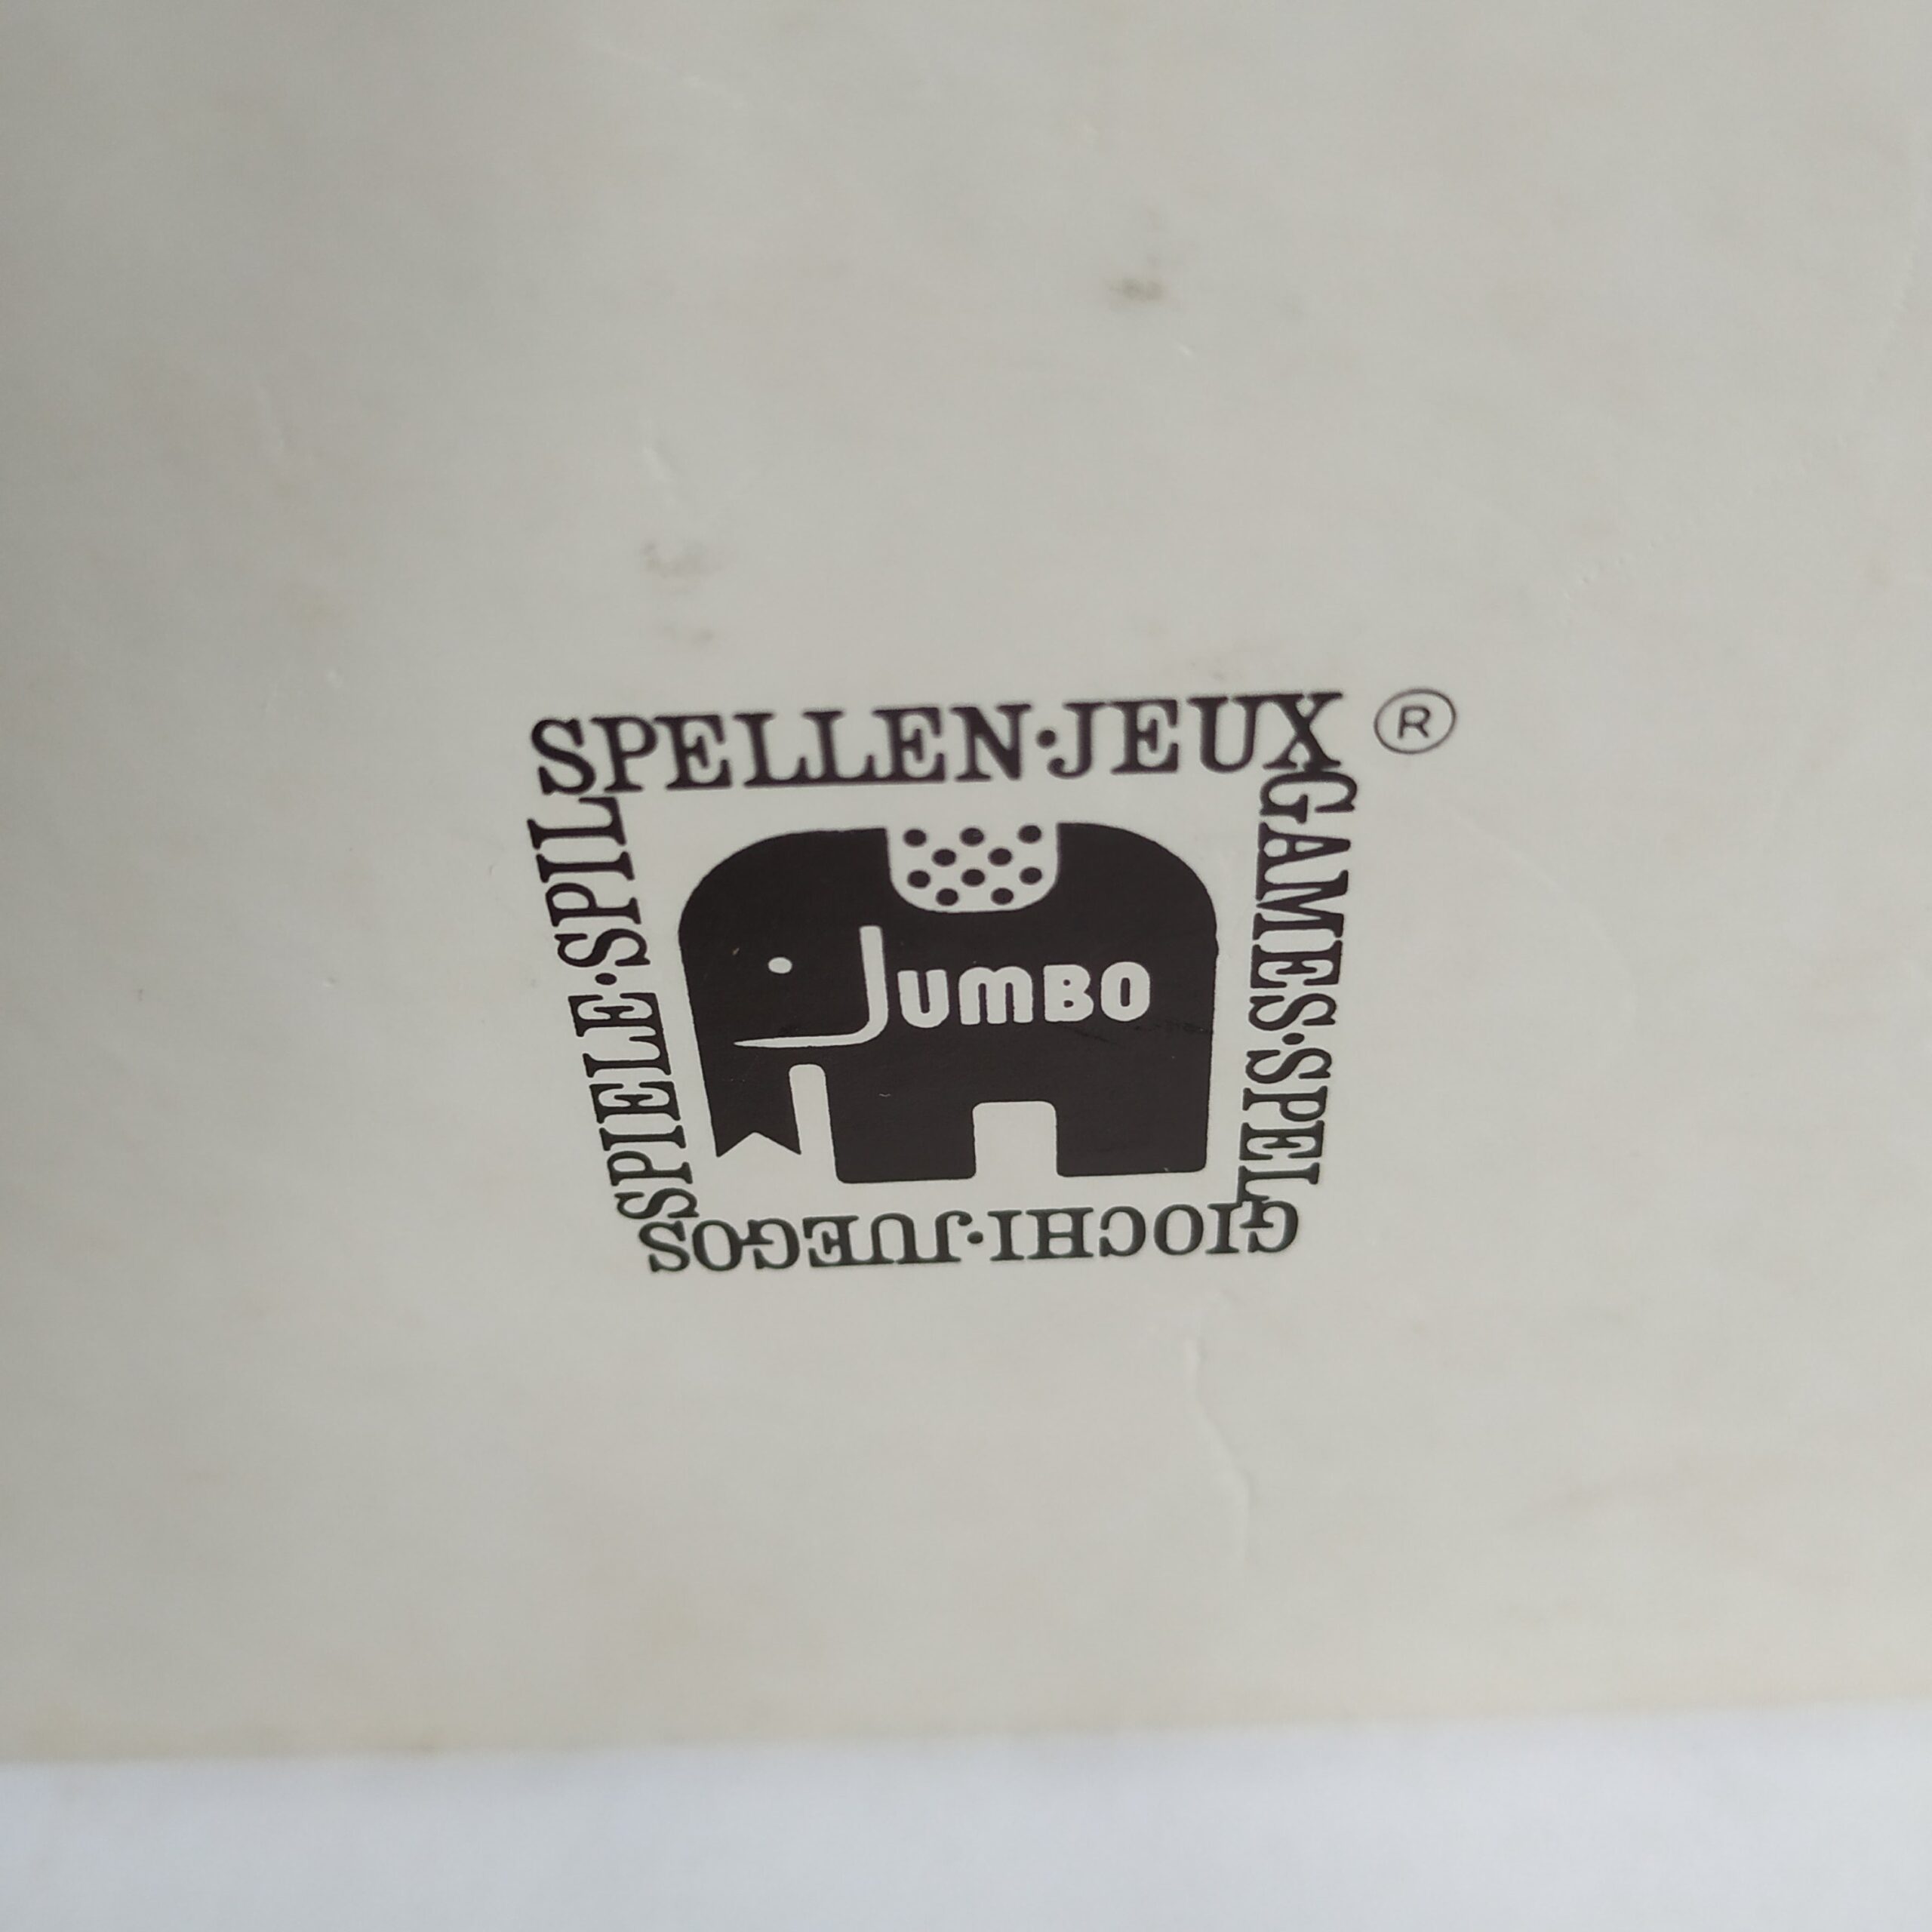 SPELLEN·JEUX ®
GAMES·SPEL
GIOCHI·JUEGOS
SPIELE·SPIL
JUMBO